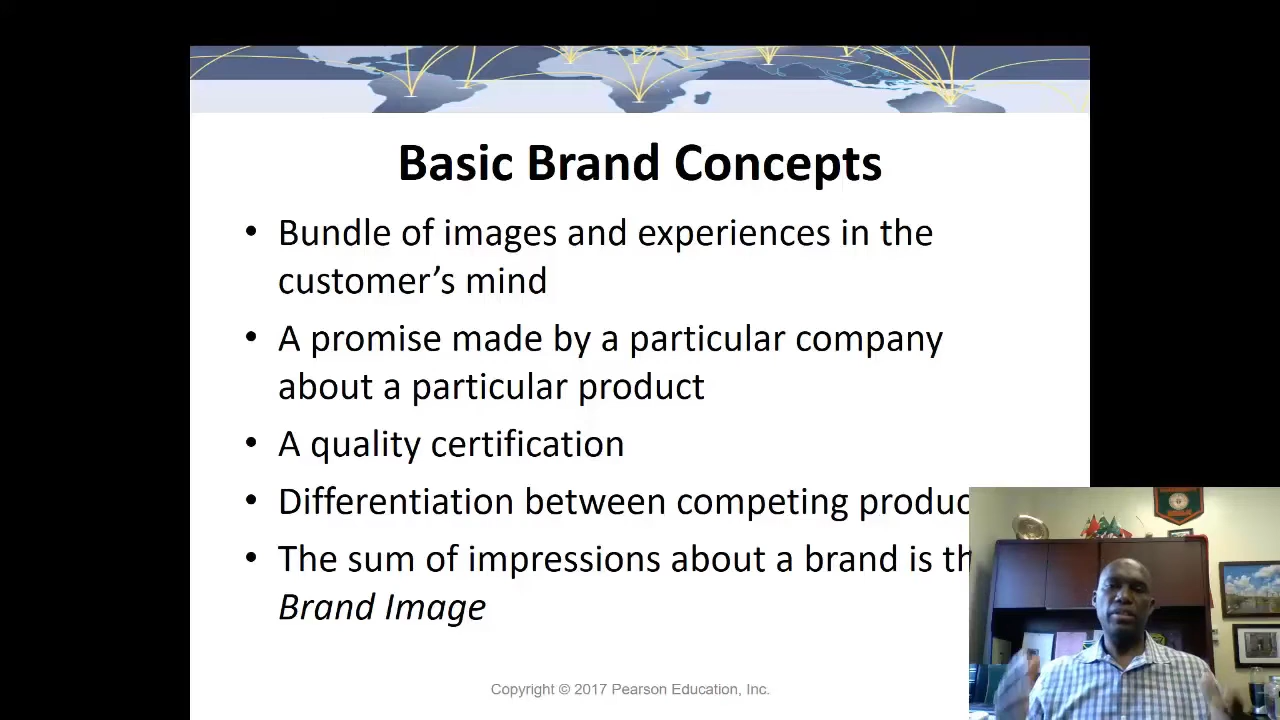 Basic Brand Concepts
• Bundle of images and experiences in the
customer’s mind
• A promise made by a particular company
about a particular product
• A quality certification
• Differentiation between competing
• The sum of impressions about a brand is
Brand Image
Copyright © 2017 Pearson Education, Inc.